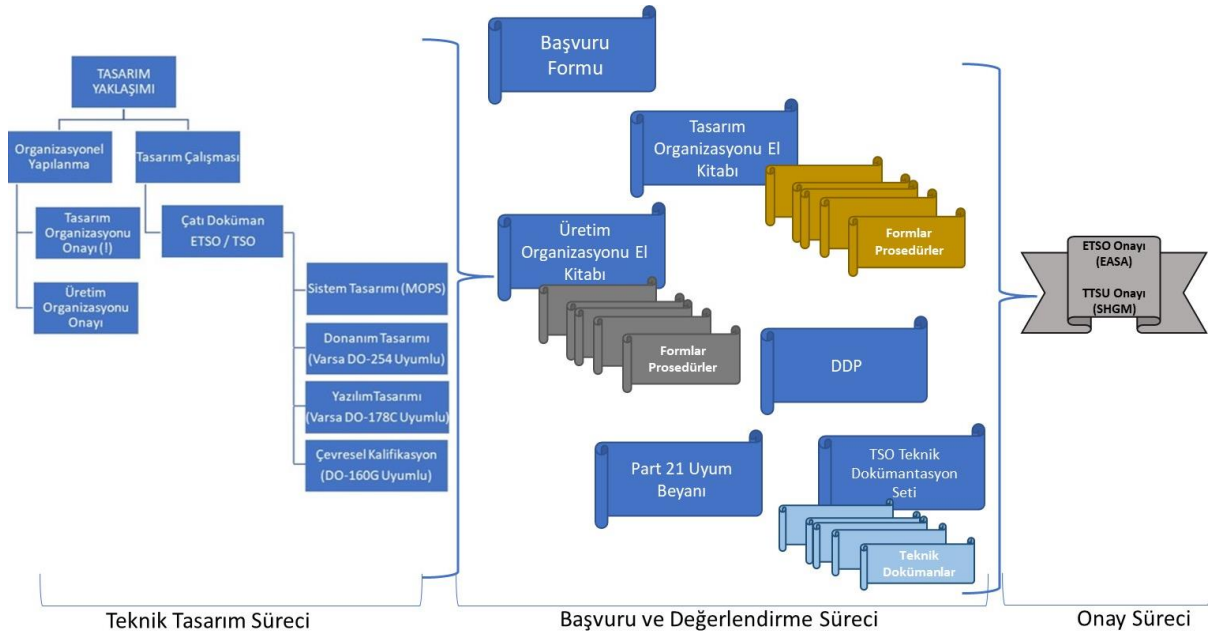 TASARIM
YAKLAŞIMI
Organizasyonel
Yapılanma
Tasarım Çalışması
Tasarım
Organizasyonu
Onayı (!)
Üretim
Organizasyonu
Onayı
Çatı Doküman
ETSO / TSO
Sistem Tasarımı (MOPS)
Donanım Tasarımı
(Varsa DO-254 Uyumlu)
Yazılım Tasarımı
(Varsa DO-178C Uyumlu)
Çevresel Kalifikasyon
(DO-160G Uyumlu)
Başvuru
Formu
Tasarım
Organizasyonu El
Kitabı
Formlar
Prosedürler
Üretim
Organizasyonu El
Kitabı
Formlar
Prosedürler
DDP
Part 21 Uyum
Beyanı
TSO Teknik
Dokümantasyon
Seti
Teknik
Dokümanlar
ETSO Onayı
(EASA)
TTSU Onayı
(SHGM)
Teknik Tasarım Süreci
Başvuru ve Değerlendirme Süreci
Onay Süreci